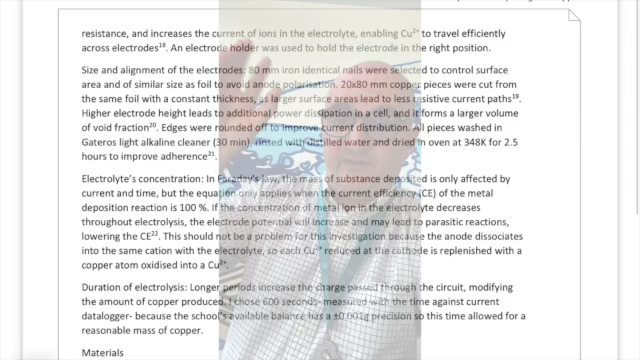 resistance, and increases the current of ions in the electrolyte, enabling Cu²⁺ to travel efficiently
across electrodes¹⁸. An electrode holder was used to hold the electrode in the right position.
Size and alignment of the electrodes: 80 mm iron identical nails were selected to control surface
area and of similar size as foil to avoid anode polarisation. 20x80 mm copper pieces were cut from
the same foil with a constant thickness, as larger surface areas lead to less resistive current paths¹⁹.
Higher electrode height leads to additional power dissipation in a cell, and it forms a larger volume
of void fraction²⁰. Edges were rounded off to improve current distribution. All pieces washed in
Gateros light alkaline cleaner (30 min), rinsed with distilled water and dried in oven at 348K for 2.5
hours to improve adherence²¹.
Electrolyte's concentration: In Faraday's law, the mass of substance deposited is only affected by
current and time, but the equation only applies when the current efficiency (CE) of the metal
deposition reaction is 100 %. If the concentration of metal ion in the electrolyte decreases
throughout electrolysis, the electrode potential will increase and may lead to parasitic reactions,
lowering the CE²². This should not be a problem for this investigation because the anode dissociates
into the same cation with the electrolyte, so each Cu²⁺ reduced at the cathode is replenished with a
copper atom oxidised into a Cu²⁺.
Duration of electrolysis: Longer periods increase the charge passed through the circuit, modifying
the amount of copper produced. I chose 600 seconds- measured with the time against current
datalogger- because the school's available balance has a ±0.001g precision so this time allowed for a
reasonable mass of copper.
Materials